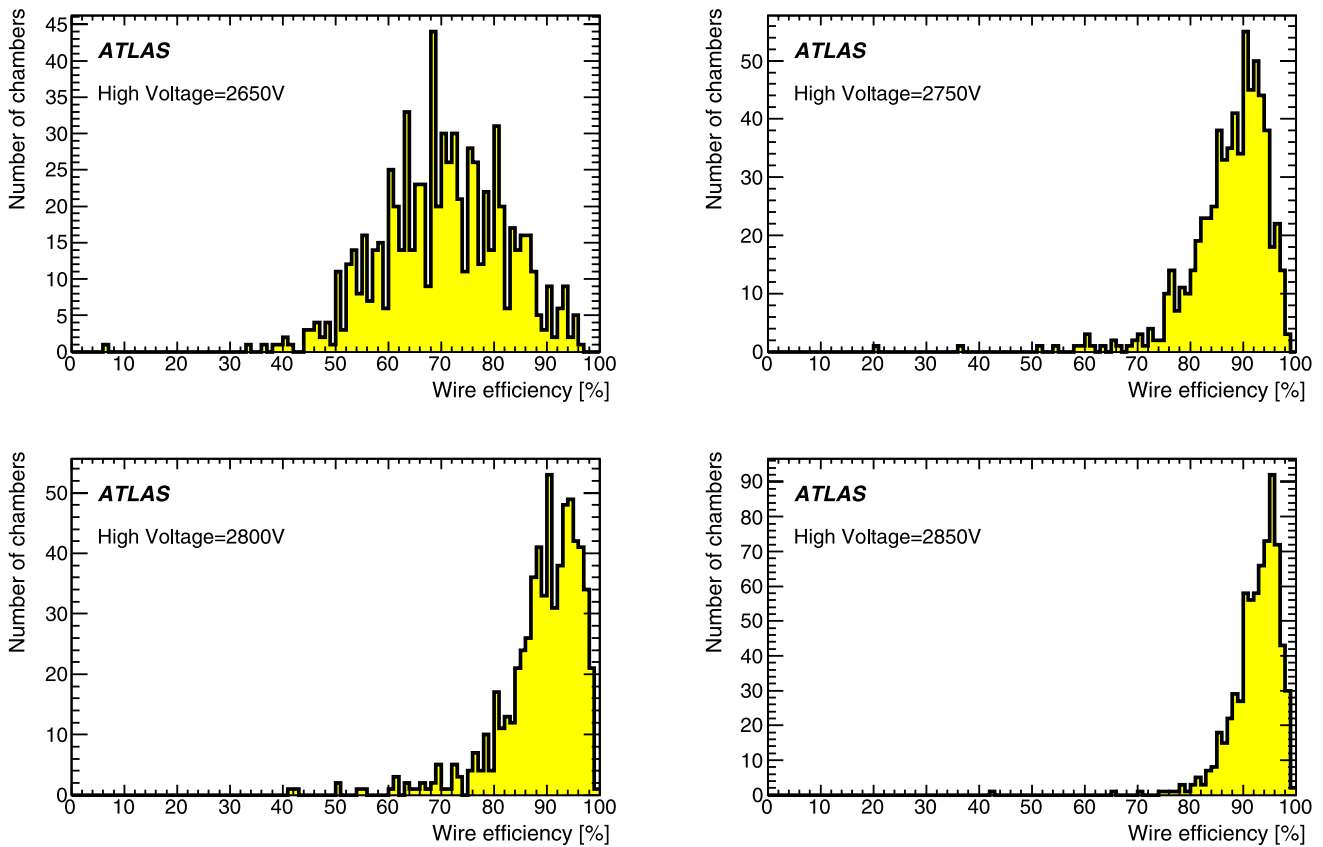 Number of chambers
45
40
35
30
25
20
15
10
5
0
ATLAS
High Voltage=2650V
0 10 20 30 40 50 60 70 80 90 100
Wire efficiency [%]
Number of chambers
50
40
30
20
10
0
ATLAS
High Voltage=2750V
0 10 20 30 40 50 60 70 80 90 100
Wire efficiency [%]
Number of chambers
50
40
30
20
10
0
ATLAS
High Voltage=2800V
0 10 20 30 40 50 60 70 80 90 100
Wire efficiency [%]
Number of chambers
90
80
70
60
50
40
30
20
10
0
ATLAS
High Voltage=2850V
0 10 20 30 40 50 60 70 80 90 100
Wire efficiency [%]